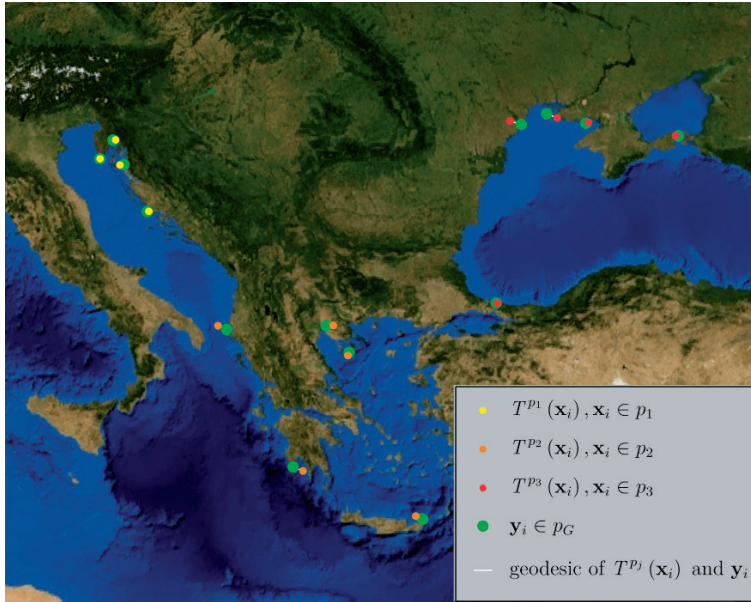 T^{p_1}(x_i), x_i ∈ p_1
T^{p_2}(x_i), x_i ∈ p_2
T^{p_3}(x_i), x_i ∈ p_3
y_i ∈ p_G
geodesic of T^{p_j}(x_i) and y_i